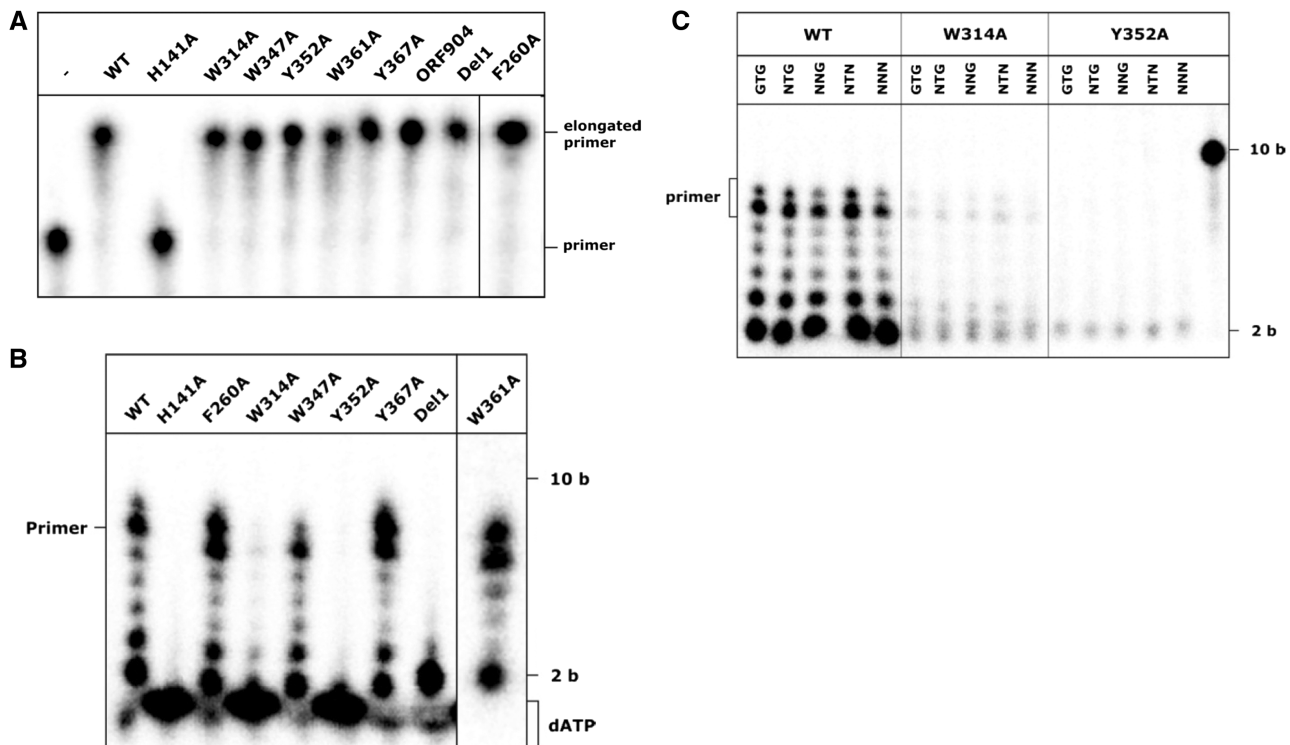 A
-
WT
H141A
W314A
W347A
Y352A
W361A
Y367A
ORF904
Del1
F260A
elongated
primer
primer
B
WT
H141A
F260A
W314A
W347A
Y352A
Y367A
Del1
W361A
10 b
Primer
2 b
dATP
C
WT
W314A
Y352A
GTG
NTG
NNG
NTN
NNN
GTG
NTG
NNG
NTN
NNN
GTG
NTG
NNG
NTN
NNN
10 b
primer
2 b